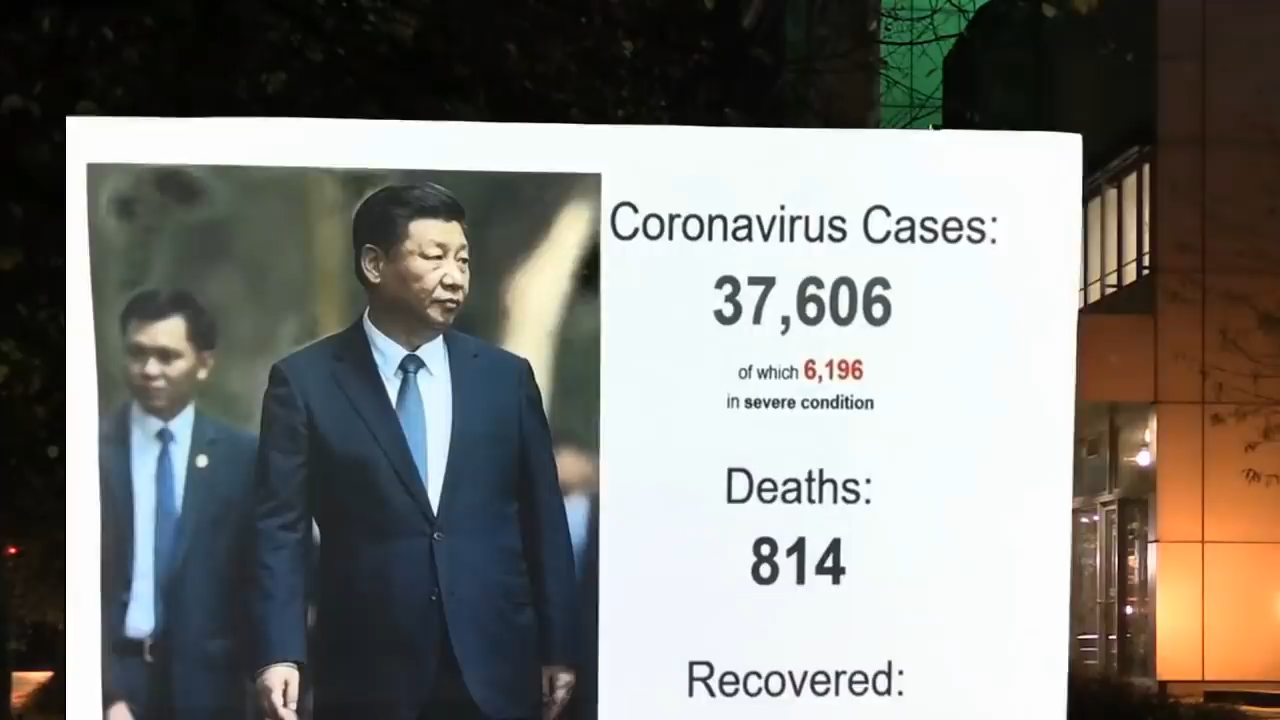 Coronavirus Cases:
37,606
of which 6,196
in severe condition
Deaths:
814
Recovered: